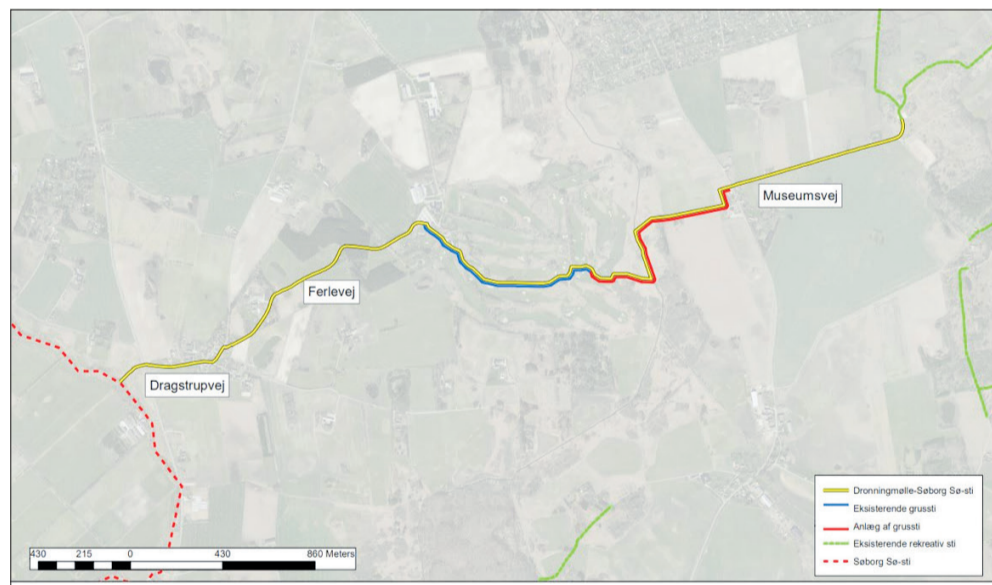 Museumsvej
Ferlevej
Dragstrupvej
Dronningmølle-Søborg Sø-sti
Eksisterende grussti
Anlæg af grussti
Eksisterende rekreativ sti
Søborg Sø-sti
430 215 0 430 860 Meters